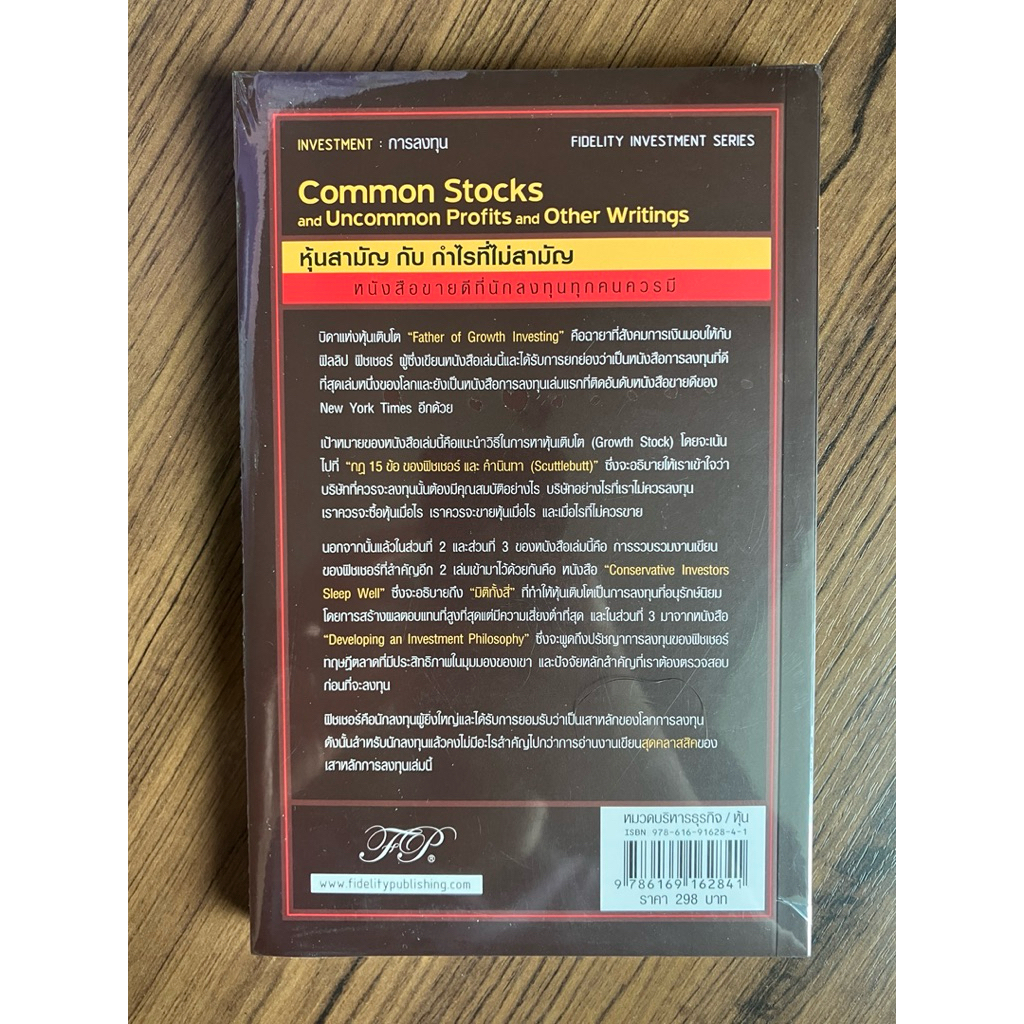 INVESTMENT : การลงทุน
FIDELITY INVESTMENT SERIES
Common Stocks
and Uncommon Profits and Other Writings
หุ้นสามัญ กับ กำไรที่ไม่สามัญ
หนังสือขายดีที่นักลงทุนทุกคนควรมี
บิดาแห่งหุ้นเติบโต “Father of Growth Investing” คือฉายาที่สังคมการเงินมอบให้กับ
ฟิลลิป ฟิชเชอร์ ผู้ซึ่งเขียนหนังสือเล่มนี้และได้รับการยกย่องว่าเป็นหนังสือการลงทุนที่ดี
ที่สุดเล่มหนึ่งของโลกและยังเป็นหนังสือการลงทุนเล่มแรกที่ติดอันดับหนังสือขายดีของ
New York Times อีกด้วย
เป้าหมายของหนังสือเล่มนี้คือแนะนำวิธีในการหาหุ้นเติบโต (Growth Stock) โดยจะเน้น
ไปที่ “กฎ 15 ข้อ ของฟิชเชอร์ และ คำนินทา (Scuttlebutt)” ซึ่งจะอธิบายให้เราเข้าใจว่า
บริษัทที่ควรจะลงทุนนั้นต้องมีคุณสมบัติอย่างไร บริษัทอย่างไรที่เราไม่ควรลงทุน
เราควรจะซื้อหุ้นเมื่อไร เราควรจะขายหุ้นเมื่อไร และเมื่อไรที่ไม่ควรขาย
นอกจากนั้นแล้วในส่วนที่ 2 และส่วนที่ 3 ของหนังสือเล่มนี้คือ การรวบรวมงานเขียน
ของฟิชเชอร์ที่สำคัญอีก 2 เล่มเข้ามาไว้ด้วยกันคือ หนังสือ “Conservative Investors
Sleep Well” ซึ่งจะอธิบายถึง “มิติทั้งสี่” ที่ทำให้หุ้นเติบโตเป็นการลงทุนที่อนุรักษ์นิยม
โดยการสร้างผลตอบแทนที่สูงที่สุดแต่มีความเสี่ยงต่ำที่สุด และในส่วนที่ 3 มาจากหนังสือ
“Developing an Investment Philosophy” ซึ่งจะพูดถึงปรัชญาการลงทุนของฟิชเชอร์
ทฤษฎีตลาดที่มีประสิทธิภาพในมุมมองของเขา และปัจจัยหลักสำคัญที่เราต้องตรวจสอบ
ก่อนที่จะลงทุน
ฟิชเชอร์คือนักลงทุนผู้ยิ่งใหญ่และได้รับการยอมรับว่าเป็นเสาหลักของโลกการลงทุน
ดังนั้นสำหรับนักลงทุนแล้วคงไม่มีอะไรสำคัญไปกว่าการอ่านงานเขียนสุดคลาสสิคของ
เสาหลักการลงทุนเล่มนี้
FP®
www.fidelitypublishing.com
หมวดบริหารธุรกิจ / หุ้น
ISBN 978-616-91628-4-1
9 786169 162841
ราคา 298 บาท